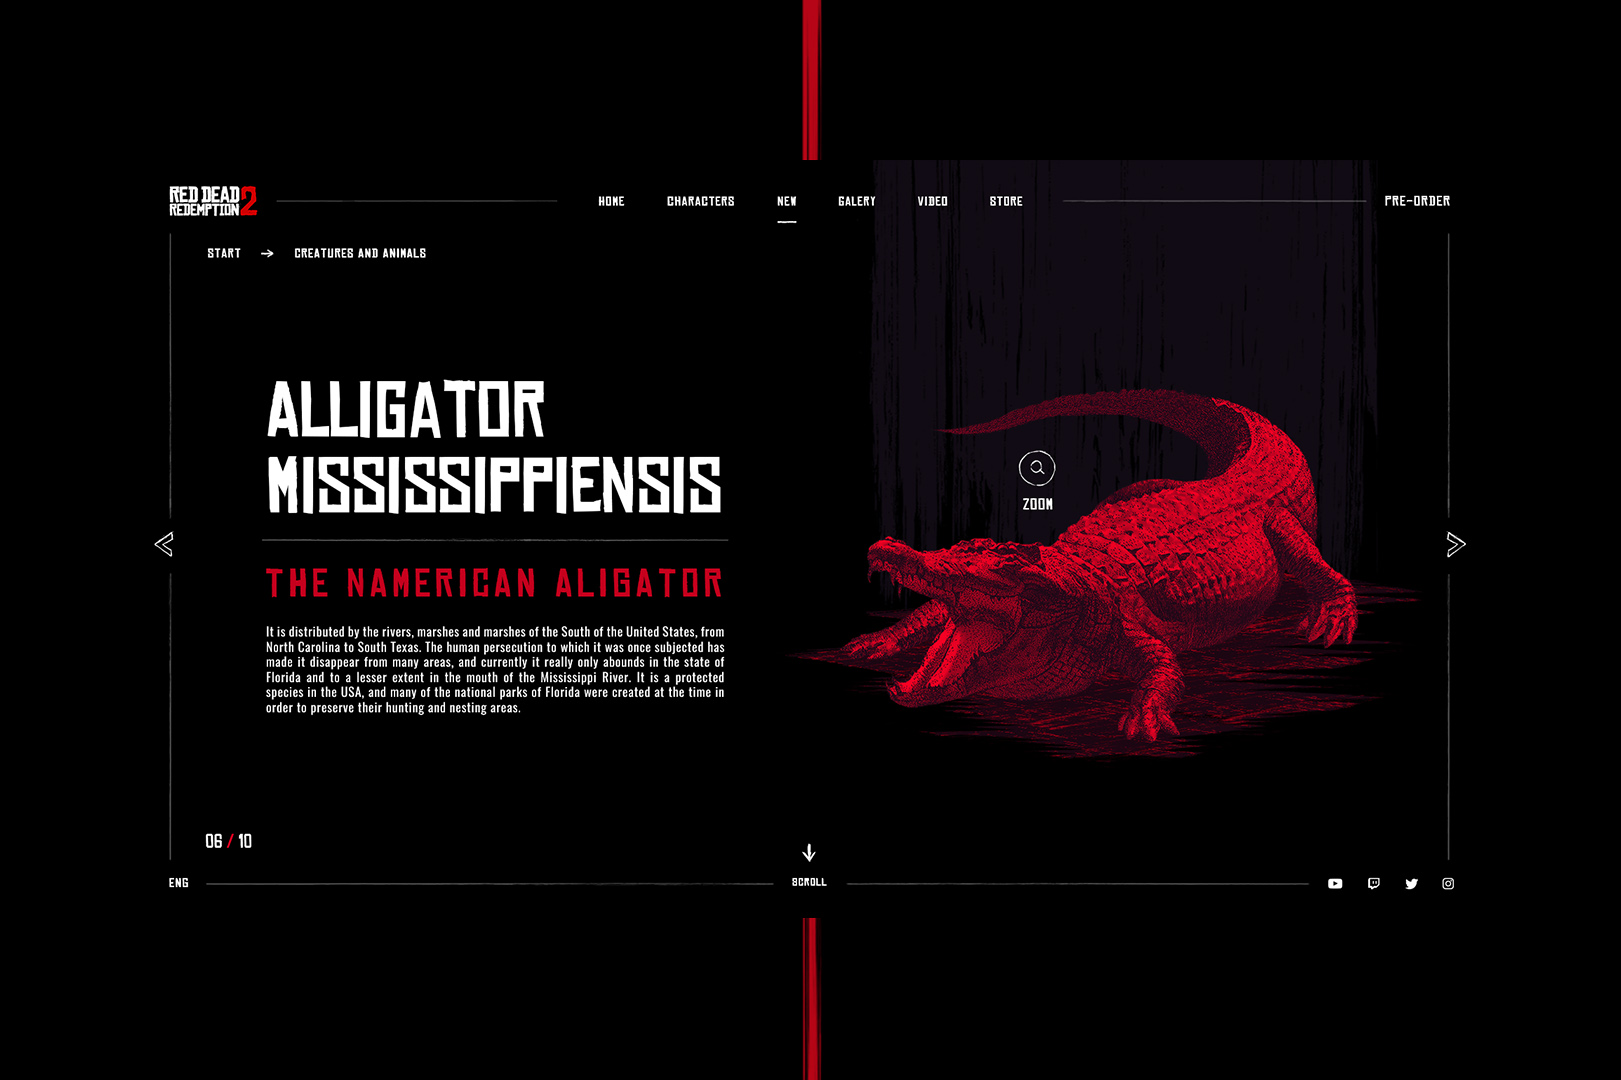 RED DEAD
REDEMPTION 2
HOME CHARACTERS NEW GALERY VIDEO STORE
PRE-ORDER
START → CREATURES AND ANIMALS
ALLIGATOR
MISSISSIPPIENSIS
THE NAMERICAN ALIGATOR
It is distributed by the rivers, marshes and marshes of the South of the United States, from
North Carolina to South Texas. The human persecution to which it was once subjected has
made it disappear from many areas, and currently it really only abounds in the state of
Florida and to a lesser extent in the mouth of the Mississippi River. It is a protected
species in the USA, and many of the national parks of Florida were created at the time in
order to preserve their hunting and nesting areas.
ZOOM
06 / 10
ENG
SCROLL